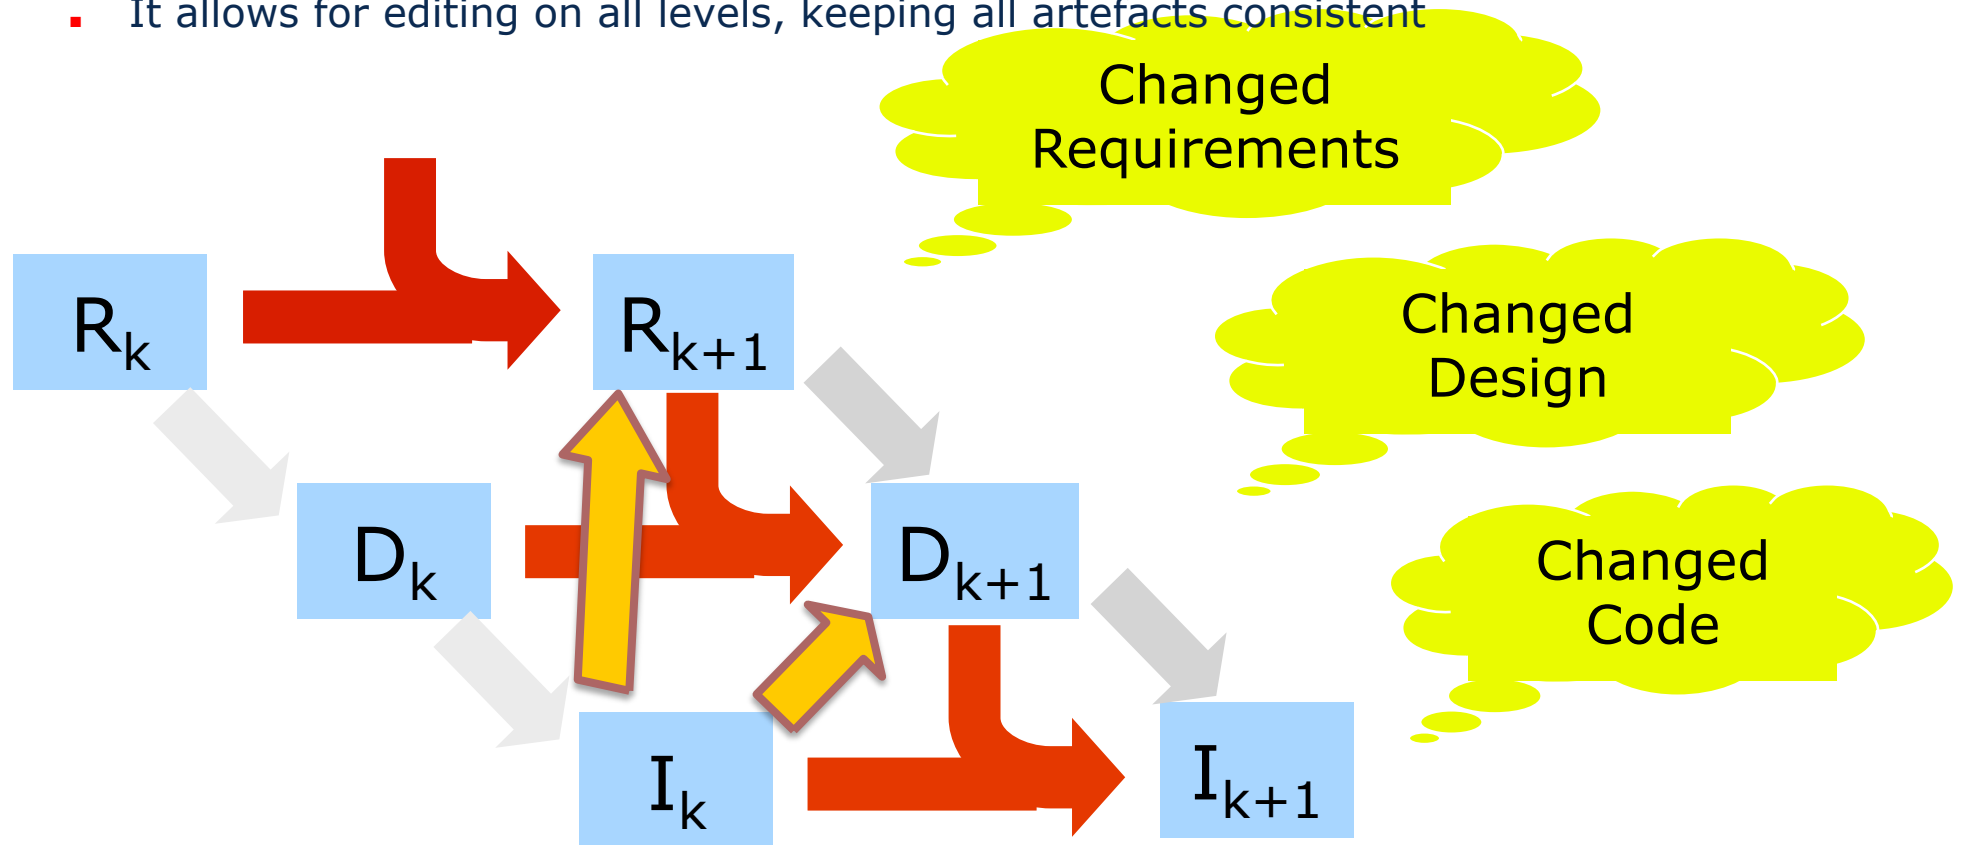 It allows for editing on all levels, keeping all artefacts consistent
Changed
Requirements
Changed
Design
Changed
Code
Rk
Rk+1
Dk
Dk+1
Ik
Ik+1